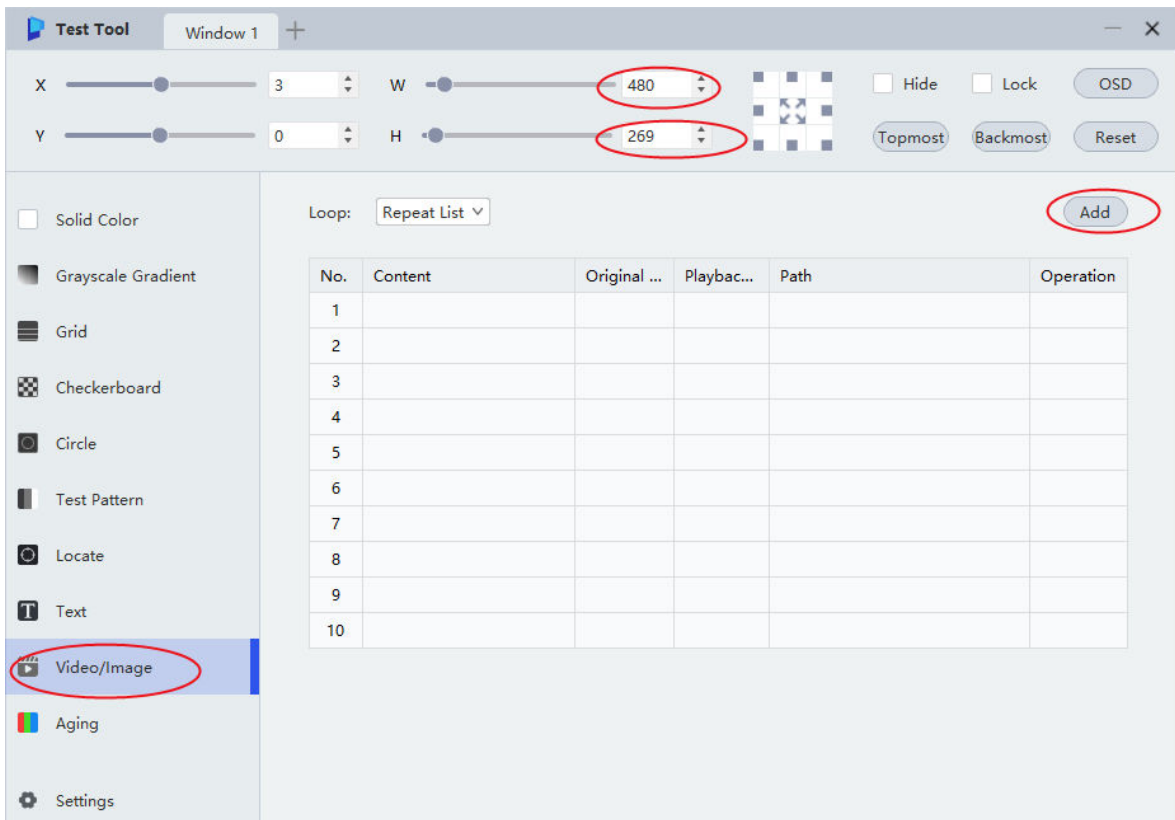 Test Tool Window 1
X 3 W 480 Hide Lock OSD
Y 0 H 269 Topmost Backmost Reset
Solid Color
Grayscale Gradient
Grid
Checkerboard
Circle
Test Pattern
Locate
Text
Video/Image
Aging
Settings
Loop: Repeat List Add
No. Content Original ... Playbac... Path Operation
1
2
3
4
5
6
7
8
9
10